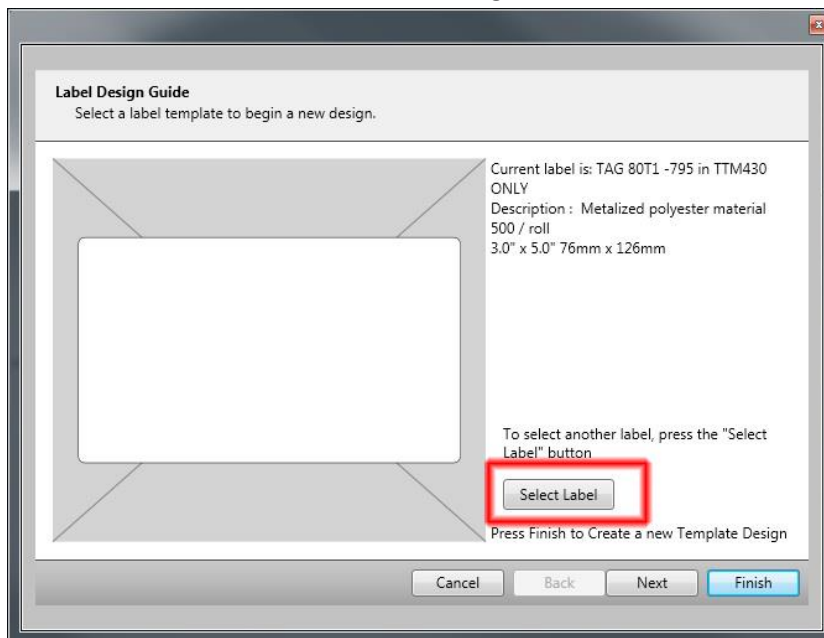 Label Design Guide
Select a label template to begin a new design.
Current label is: TAG 80T1 -795 in TTM430
ONLY
Description : Metalized polyester material
500 / roll
3.0" x 5.0" 76mm x 126mm
To select another label, press the "Select
Label" button
Select Label
Press Finish to Create a new Template Design
Cancel Back Next Finish